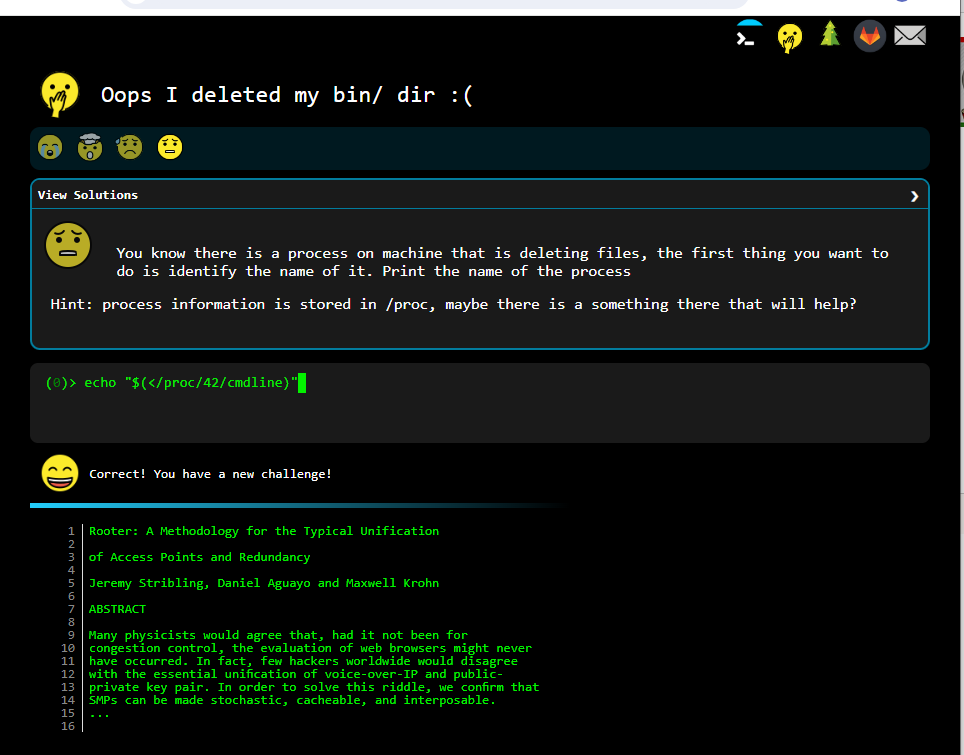 Oops I deleted my bin/ dir :(
View Solutions
You know there is a process on machine that is deleting files, the first thing you want to
do is identify the name of it. Print the name of the process
Hint: process information is stored in /proc, maybe there is a something there that will help?
(0)> echo "$(</proc/42/cmdline)"
Correct! You have a new challenge!
1 Rooter: A Methodology for the Typical Unification
2
3 of Access Points and Redundancy
4
5 Jeremy Stribling, Daniel Aguayo and Maxwell Krohn
6
7 ABSTRACT
8
9 Many physicists would agree that, had it not been for
10 congestion control, the evaluation of web browsers might never
11 have occurred. In fact, few hackers worldwide would disagree
12 with the essential unification of voice-over-IP and public-
13 private key pair. In order to solve this riddle, we confirm that
14 SMPs can be made stochastic, cacheable, and interposable.
15 ...
16